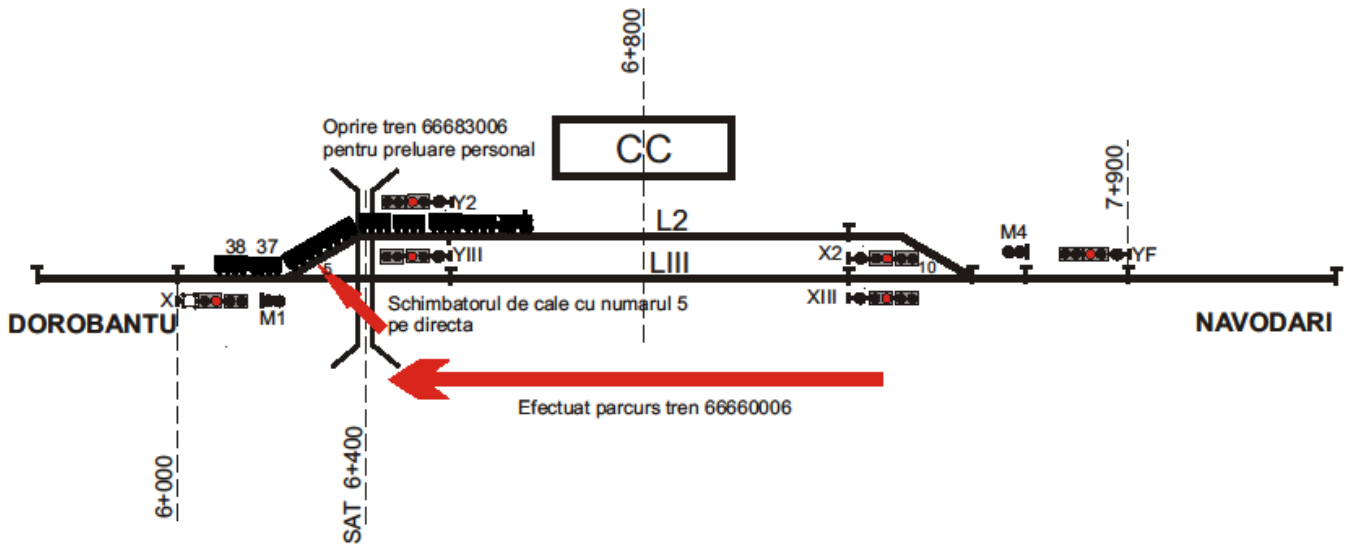 6+800
Oprire tren 66683006
pentru preluare personal
CC
7+900
Y2
L2
M4
38 37
YIII
LIII
X2
10
YF
5
X
M1
Schimbatorul de cale cu numarul 5
pe directa
XIII
DOROBANTU
NAVODARI
Efectuat parcurs tren 66660006
6+000
SAT 6+400